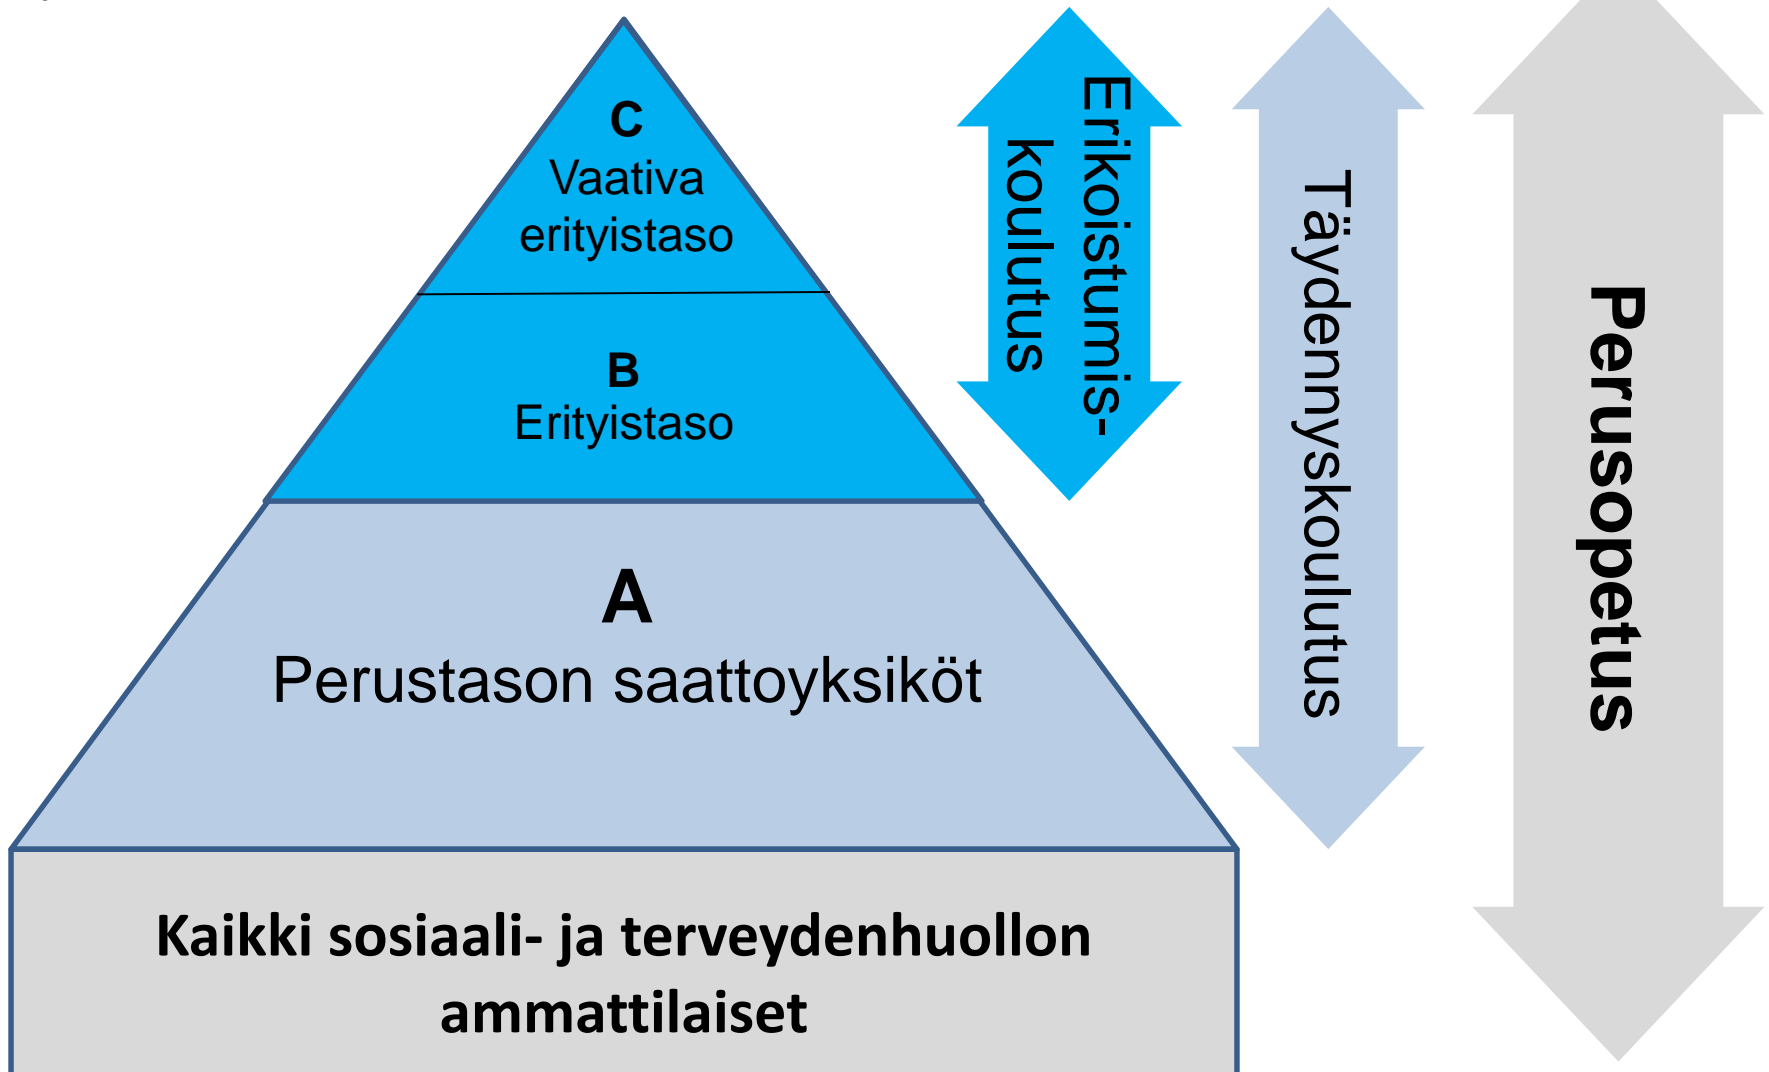 C
Vaativa
erityistaso
B
Erityistaso
A
Perustason saattoyksiköt
Kaikki sosiaali- ja terveydenhuollon
ammattilaiset
Erikoistumis-
koulutus
Täydennyskoulutus
Perusopetus